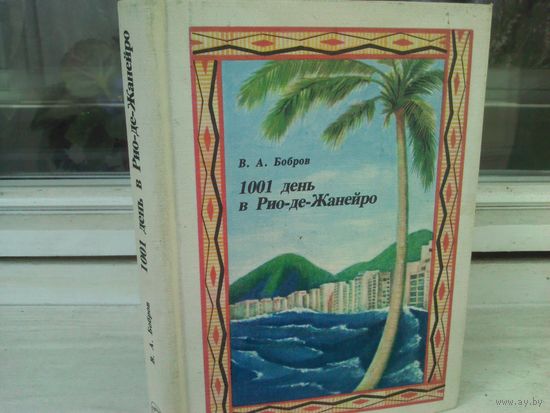 В. А. Бобров
1001 день
в Рио-де-Жанейро
В. А. Бобров 1001 день в Рио-де-Жанейро
www.ay.by